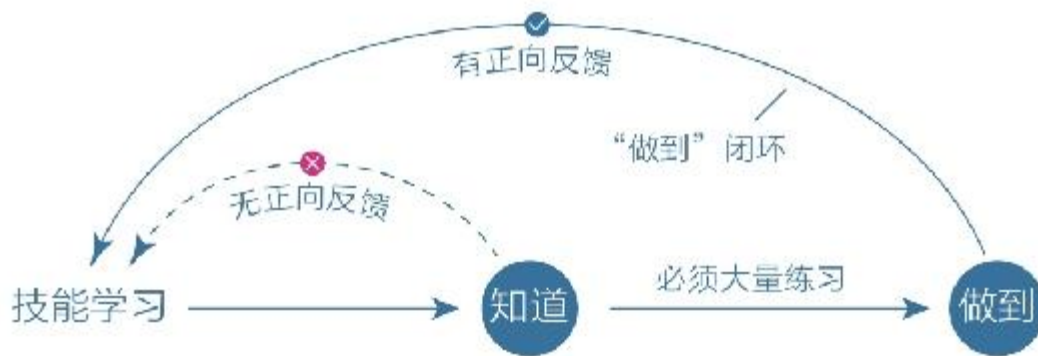 有正向反馈
“做到”闭环
无正向反馈
必须大量练习
技能学习
知道
做到